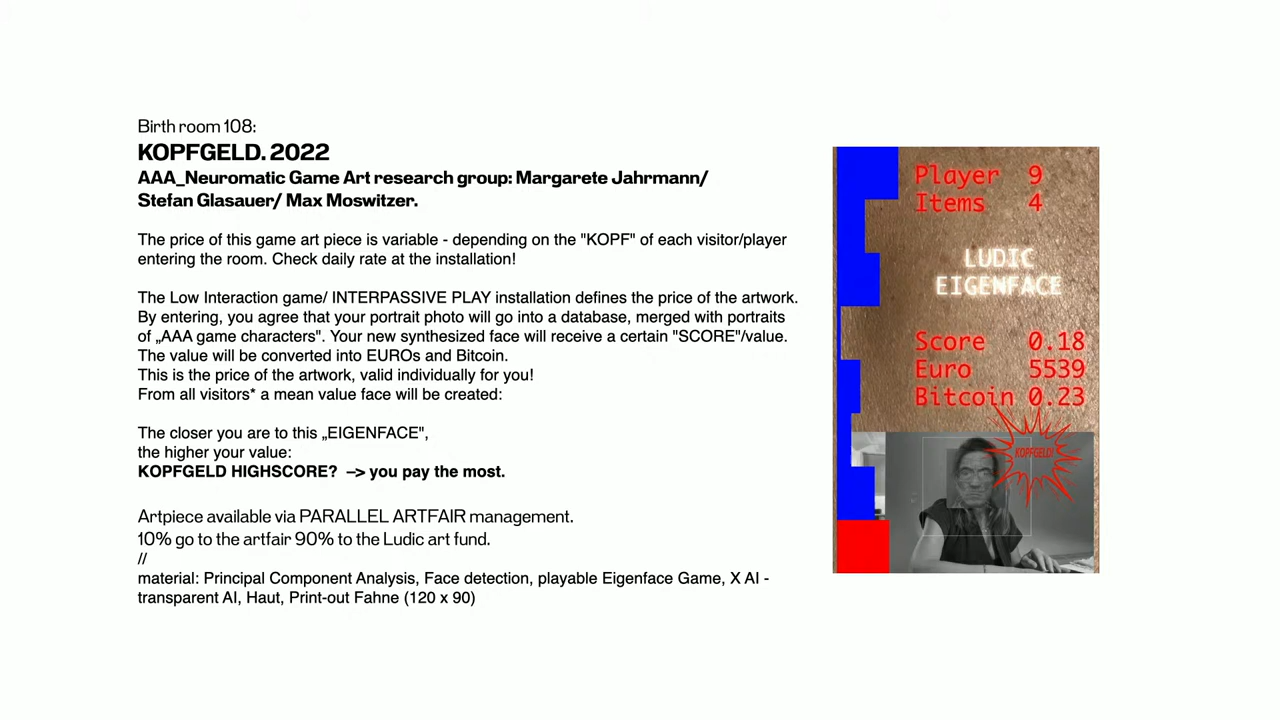 Birth room 108:
KOPFGELD. 2022
AAA_Neuromatic Game Art research group: Margarete Jahrmann/
Stefan Glasauer/ Max Moswitzer.
The price of this game art piece is variable - depending on the "KOPF" of each visitor/player
entering the room. Check daily rate at the installation!
The Low Interaction game/ INTERPASSIVE PLAY installation defines the price of the artwork.
By entering, you agree that your portrait photo will go into a database, merged with portraits
of „AAA game characters". Your new synthesized face will receive a certain "SCORE"/value.
The value will be converted into EUROs and Bitcoin.
This is the price of the artwork, valid individually for you!
From all visitors* a mean value face will be created:
The closer you are to this „EIGENFACE",
the higher your value:
KOPFGELD HIGHSCORE? –> you pay the most.
Artpiece available via PARALLEL ARTFAIR management.
10% go to the artfair 90% to the Ludic art fund.
//
material: Principal Component Analysis, Face detection, playable Eigenface Game, X AI -
transparent AI, Haut, Print-out Fahne (120 x 90)
Player 9
Items 4
LUDIC
EIGENFACE
Score 0.18
Euro 5539
Bitcoin 0.23
KOPFGELD!